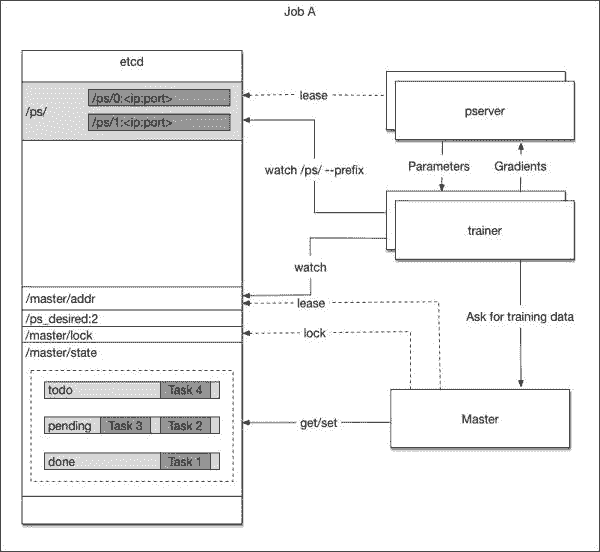 Job A
etcd
/ps/
/ps/0:<ip:port>
/ps/1:<ip:port>
lease
pserver
watch /ps/ --prefix
Parameters
Gradients
trainer
watch
/master/addr
lease
/ps_desired:2
Ask for training data
/master/lock
lock
/master/state
todo
Task 4
pending
Task 3
Task 2
done
Task 1
get/set
Master